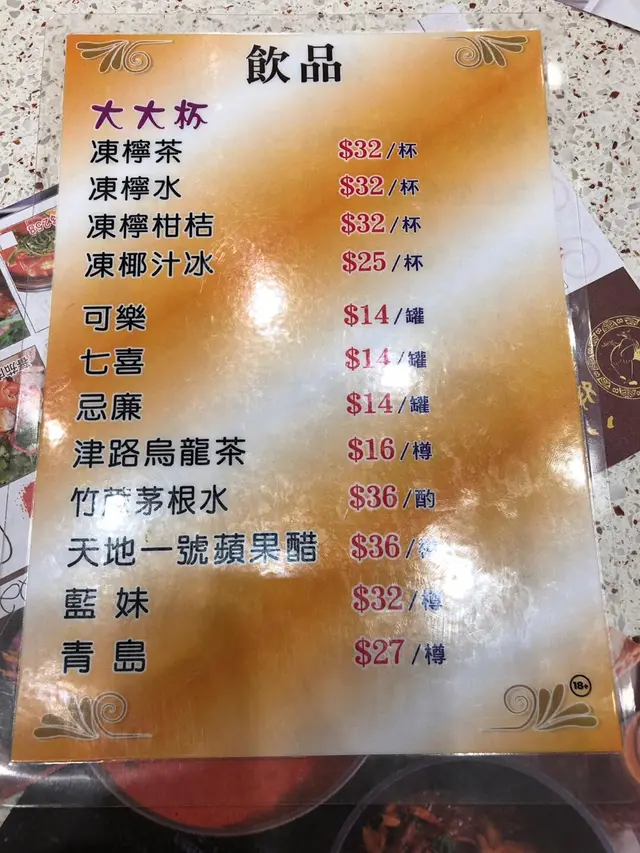 飲品
大大杯
凍檸茶 $32/杯
凍檸水 $32/杯
凍檸柑桔 $32/杯
凍椰汁冰 $25/杯
可樂 $14/罐
七喜 $14/罐
忌廉 $14/罐
津路烏龍茶 $16/樽
竹蔗茅根水 $36/酌
天地一號蘋果醋 $36/
藍妹 $32/樽
青島 $27/樽
18+